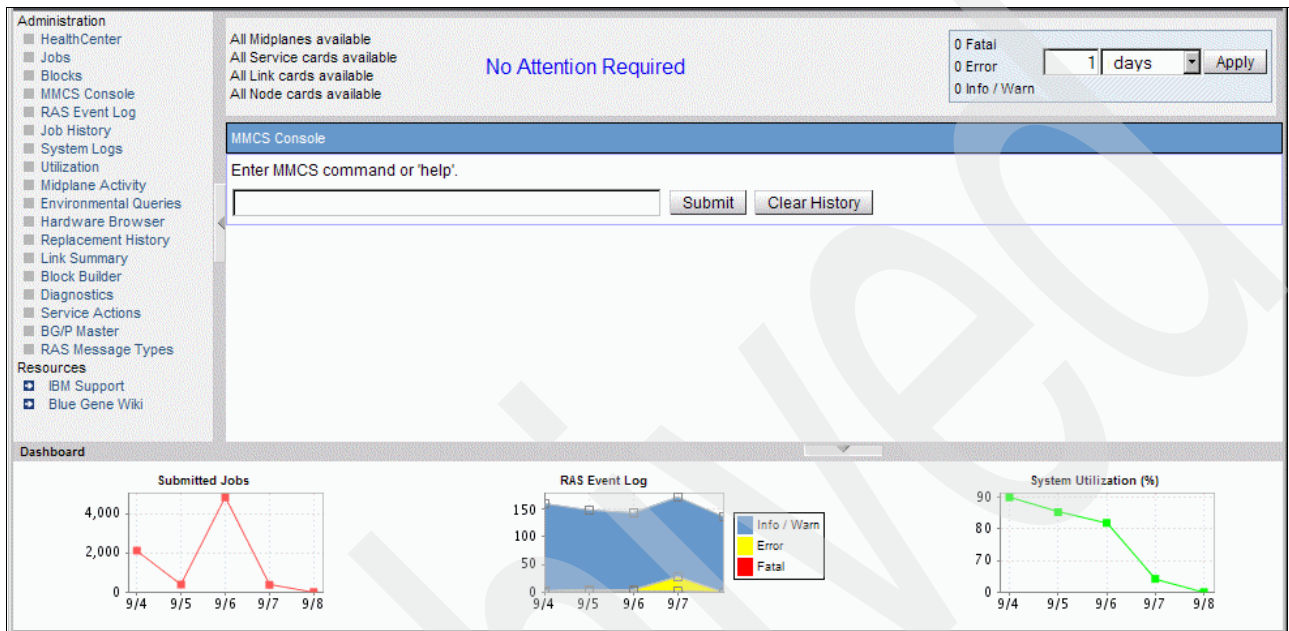 Administration
HealthCenter
Jobs
Blocks
MMCS Console
RAS Event Log
Job History
System Logs
Utilization
Midplane Activity
Environmental Queries
Hardware Browser
Replacement History
Link Summary
Block Builder
Diagnostics
Service Actions
BG/P Master
RAS Message Types
Resources
IBM Support
Blue Gene Wiki
All Midplanes available
All Service cards available
All Link cards available
All Node cards available
No Attention Required
0 Fatal
0 Error
0 Info / Warn
1 days Apply
MMCS Console
Enter MMCS command or 'help'.
Submit Clear History
Dashboard
Submitted Jobs
4,000
2,000
0
9/4 9/5 9/6 9/7 9/8
RAS Event Log
150
100
50
0
9/4 9/5 9/6 9/7
Info / Warn
Error
Fatal
System Utilization (%)
90
80
70
0
9/4 9/5 9/6 9/7 9/8